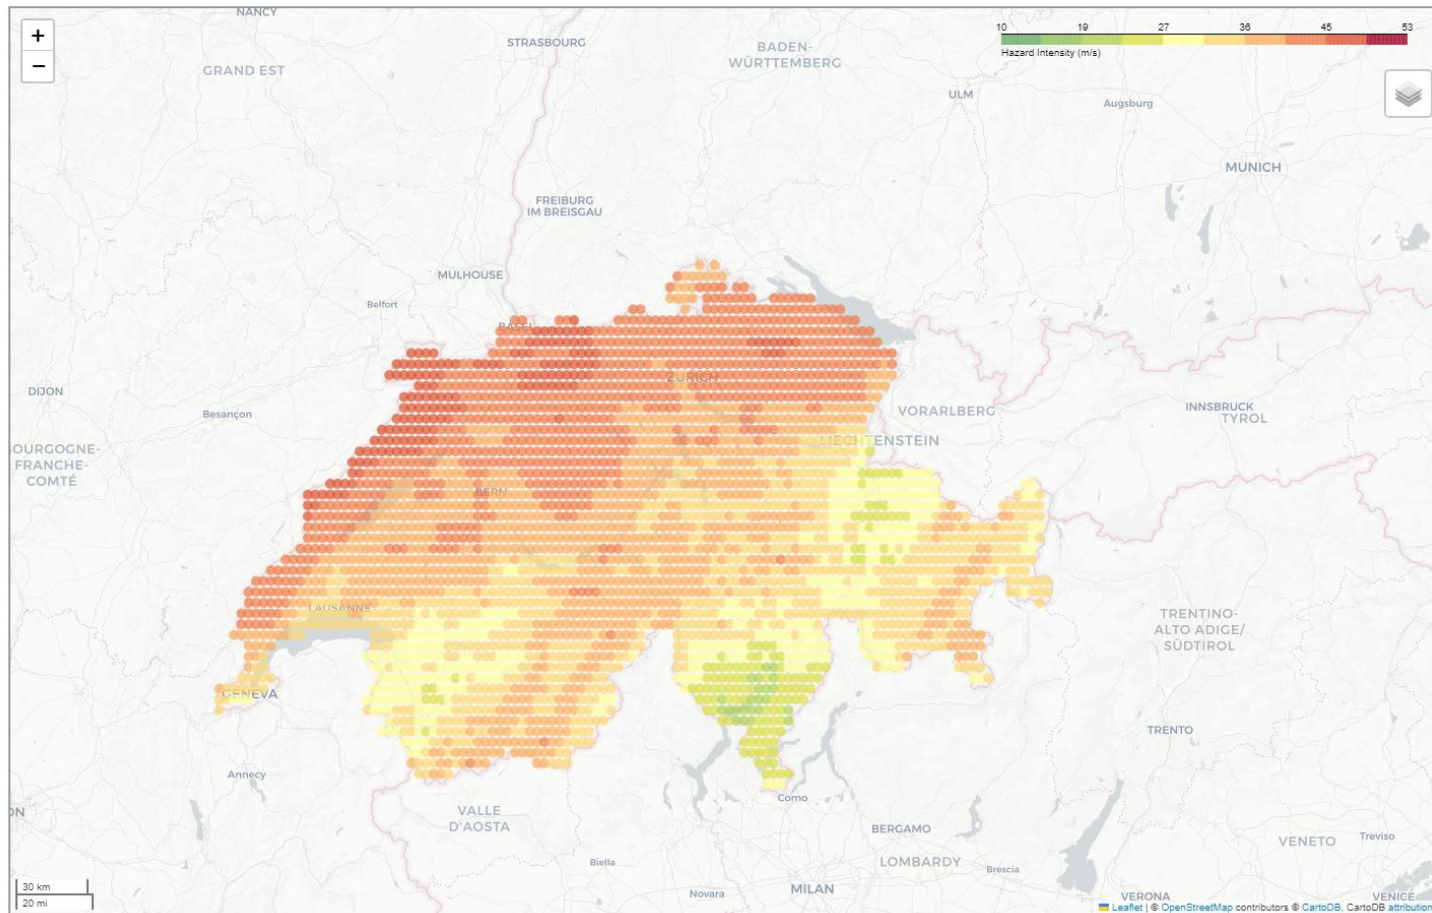 NANCY
+
−
GRAND EST
STRASBOURG
BADEN-
WÜRTTEMBERG
10 19 27 36 45 53
Hazard Intensity (m/s)
ULM
Augsburg
MUNICH
FREIBURG
IM BREISGAU
MULHOUSE
Belfort
BASEL
DIJON
Besançon
ZURICH
VORARLBERG
INNSBRUCK
TYROL
LIECHTENSTEIN
BOURGOGNE-
FRANCHE-
COMTÉ
BERN
LAUSANNE
TRENTINO-
ALTO ADIGE/
SÜDTIROL
GENEVA
TRENTO
Annecy
VALLE
D'AOSTA
Como
BERGAMO
ON
VENETO
Treviso
Biella
LOMBARDY
Brescia
30 km
20 mi
Novara
MILAN
VERONA
VENICE
Leaflet | © OpenStreetMap contributors © CartoDB, CartoDB attribution